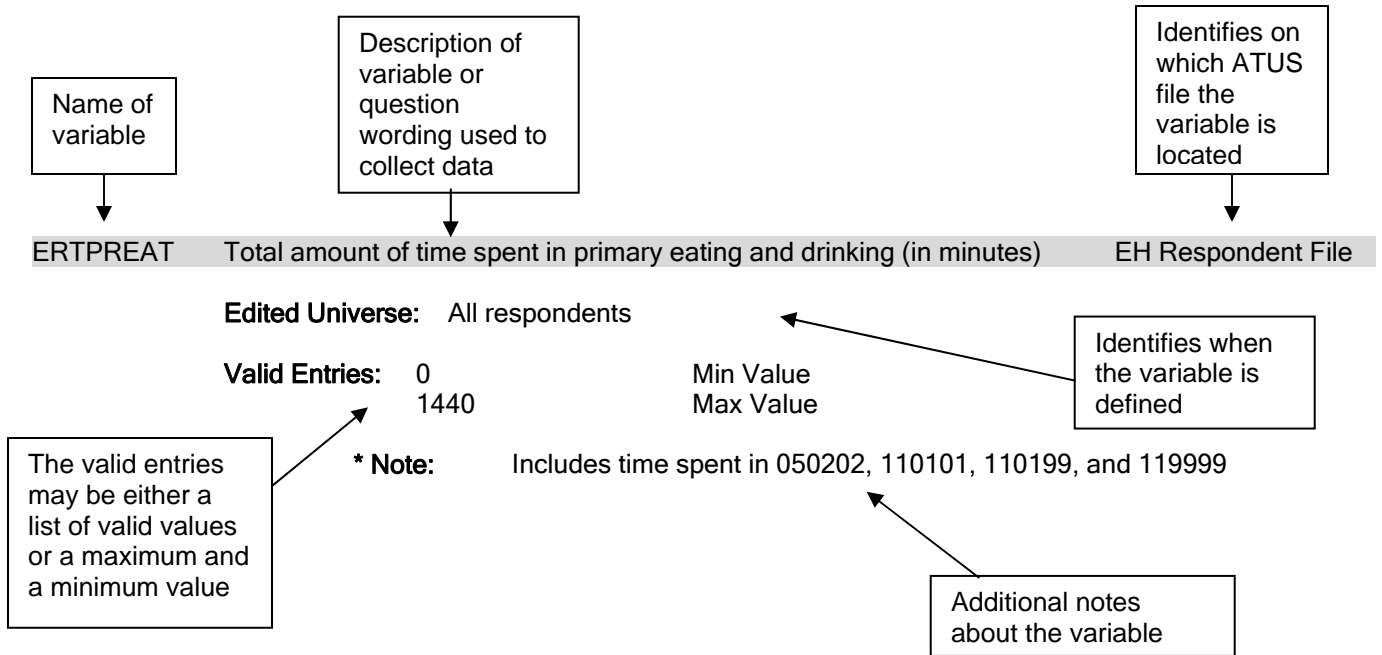 Name of
variable
Description of
variable or
question
wording used to
collect data
Identifies on
which ATUS
file the
variable is
located
ERTPREAT Total amount of time spent in primary eating and drinking (in minutes) EH Respondent File
Edited Universe: All respondents
Identifies when
the variable is
defined
Valid Entries: 0 Min Value
1440 Max Value
The valid entries
may be either a
list of valid values
or a maximum and
a minimum value
* Note: Includes time spent in 050202, 110101, 110199, and 119999
Additional notes
about the variable